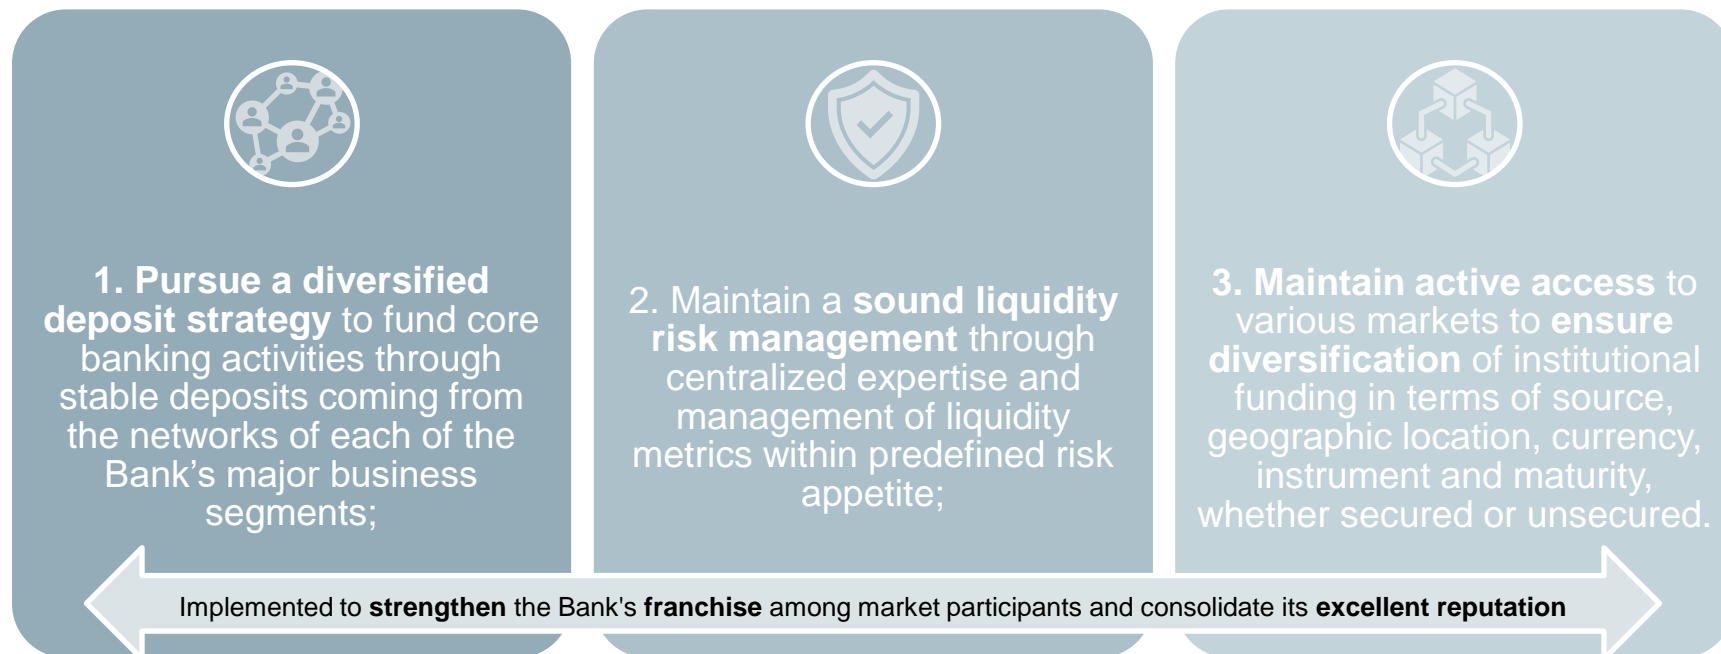 1. Pursue a diversified
deposit strategy to fund core
banking activities through
stable deposits coming from
the networks of each of the
Bank’s major business
segments;
2. Maintain a sound liquidity
risk management through
centralized expertise and
management of liquidity
metrics within predefined risk
appetite;
3. Maintain active access to
various markets to ensure
diversification of institutional
funding in terms of source,
geographic location, currency,
instrument and maturity,
whether secured or unsecured.
Implemented to strengthen the Bank's franchise among market participants and consolidate its excellent reputation